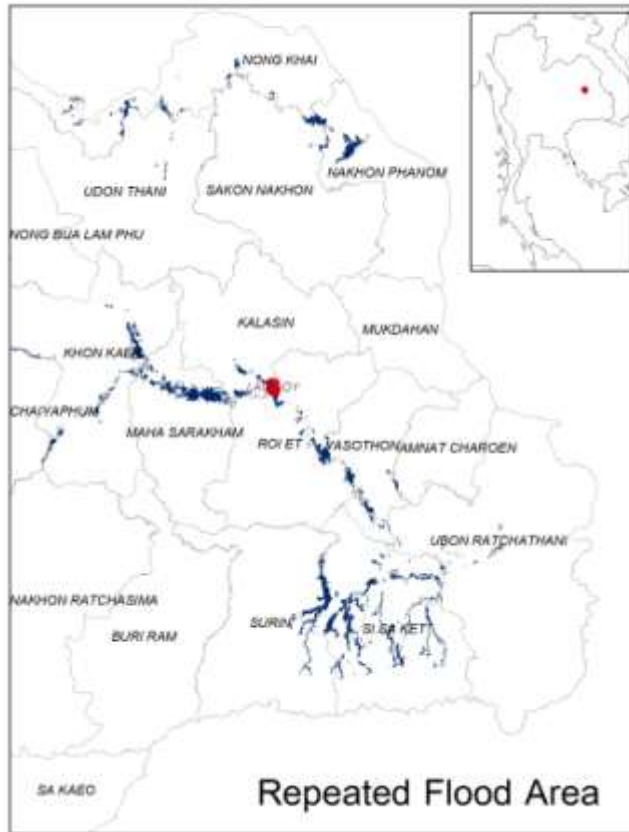 NONG KHAI
NAKHON PHANOM
UDON THANI
SAKON NAKHON
NONG BUA LAM PHU
KALASIN
MUKDAHAN
KHON KAEN
CHAIYAPHUM
MAHA SARAKHAM
ROI ET
YASOTHON
AMNAT CHAROEN
UBON RATCHATHANI
NAKHON RATCHASIMA
BURI RAM
SURIN
SI SA KET
SA KAEO
Repeated Flood Area